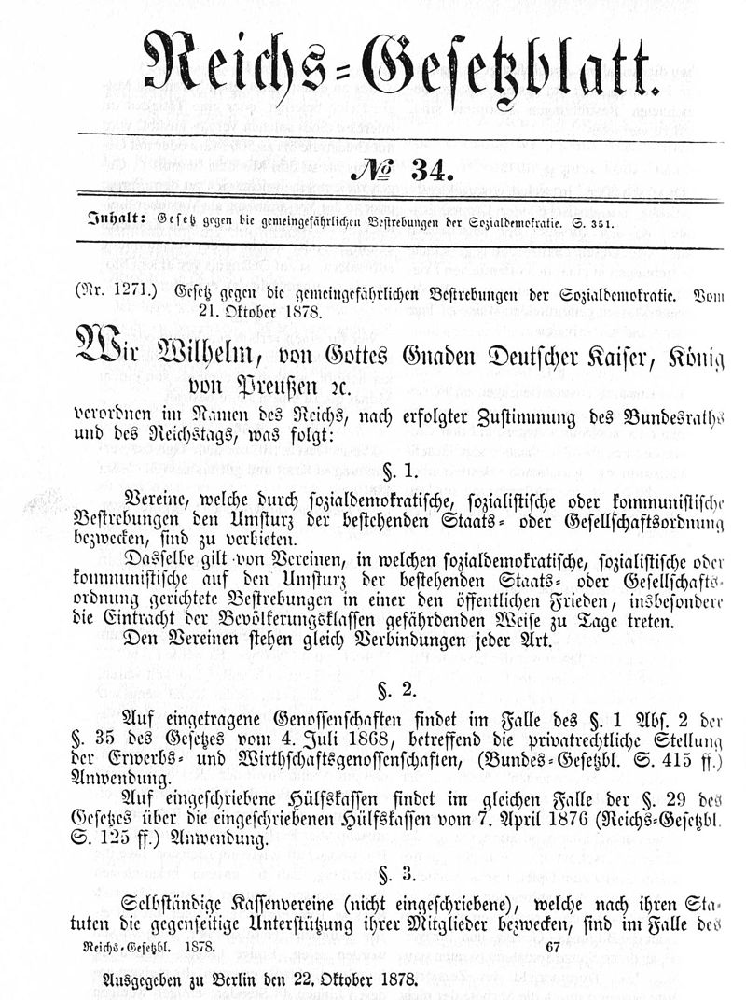 Reichs-Gesetzblatt.
№ 34.
Inhalt: Gesetz gegen die gemeingefährlichen Bestrebungen der Sozialdemokratie. S. 351.
(Nr. 1271.) Gesetz gegen die gemeingefährlichen Bestrebungen der Sozialdemokratie. Vom
21. Oktober 1878.
Wir Wilhelm, von Gottes Gnaden Deutscher Kaiser, König
von Preußen ꝛc.
verordnen im Namen des Reichs, nach erfolgter Zustimmung des Bundesraths
und des Reichstags, was folgt:
§. 1.
Vereine, welche durch sozialdemokratische, sozialistische oder kommunistische
Bestrebungen den Umsturz der bestehenden Staats- oder Gesellschaftsordnung
bezwecken, sind zu verbieten.
Dasselbe gilt von Vereinen, in welchen sozialdemokratische, sozialistische oder
kommunistische auf den Umsturz der bestehenden Staats- oder Gesellschafts-
ordnung gerichtete Bestrebungen in einer den öffentlichen Frieden, insbesondere
die Eintracht der Bevölkerungsklassen gefährdenden Weise zu Tage treten.
Den Vereinen stehen gleich Verbindungen jeder Art.
§. 2.
Auf eingetragene Genossenschaften findet im Falle des §. 1 Abs. 2 der
§. 35 des Gesetzes vom 4. Juli 1868, betreffend die privatrechtliche Stellung
der Erwerbs- und Wirthschaftsgenossenschaften, (Bundes-Gesetzbl. S. 415 ff.)
Anwendung.
Auf eingeschriebene Hülfskassen findet im gleichen Falle der §. 29 des
Gesetzes über die eingeschriebenen Hülfskassen vom 7. April 1876 (Reichs-Gesetzbl.
S. 125 ff.) Anwendung.
§. 3.
Selbständige Kassenvereine (nicht eingeschriebene), welche nach ihren Sta-
tuten die gegenseitige Unterstützung ihrer Mitglieder bezwecken, sind im Falle des
Reichs-Gesetzbl. 1878. 67
Ausgegeben zu Berlin den 22. Oktober 1878.